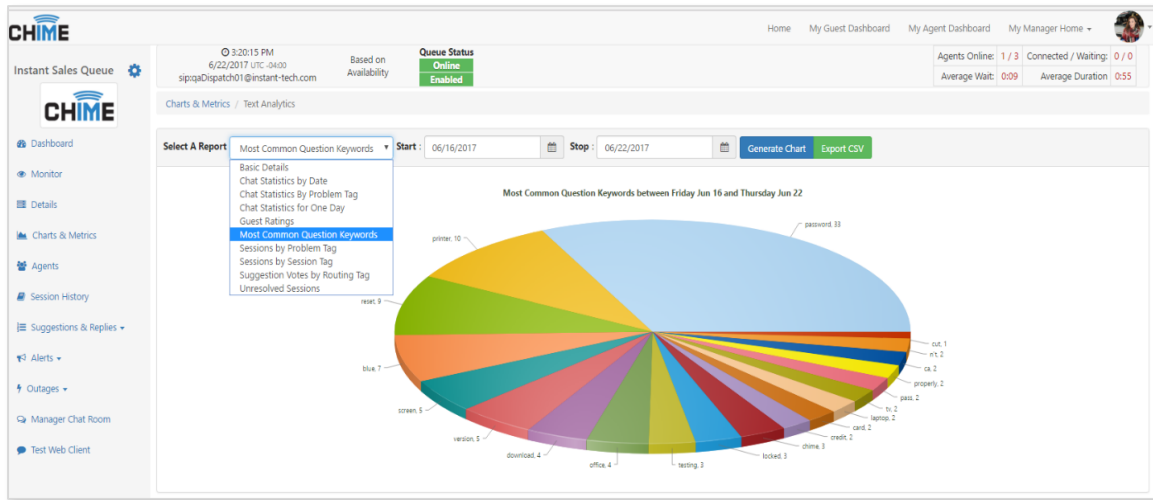 CHIME
Home My Guest Dashboard My Agent Dashboard My Manager Home
Instant Sales Queue
CHIME
Dashboard
Monitor
Details
Charts & Metrics
Agents
Session History
Suggestions & Replies
Alerts
Outages
Manager Chat Room
Test Web Client
3:20:15 PM
6/22/2017 UTC -04:00
sip:qaDispatch01@instant-tech.com
Based on
Availability
Queue Status
Online
Enabled
Agents Online: 1 / 3 Connected / Waiting: 0 / 0
Average Wait: 0:09 Average Duration 0:55
Charts & Metrics / Text Analytics
Select A Report Most Common Question Keywords Start : 06/16/2017 Stop : 06/22/2017 Generate Chart Export CSV
Basic Details
Chat Statistics by Date
Chat Statistics By Problem Tag
Chat Statistics for One Day
Guest Ratings
Most Common Question Keywords
Sessions by Problem Tag
Sessions by Session Tag
Suggestion Votes by Routing Tag
Unresolved Sessions
Most Common Question Keywords between Friday Jun 16 and Thursday Jun 22
password, 33
printer, 10
reset, 9
blue, 7
screen, 5
version, 5
download, 4
office, 4
testing, 3
locked, 3
chime, 3
credit, 2
card, 2
laptop, 2
tv, 2
pass, 2
properly, 2
ca, 2
n't, 2
cut, 1